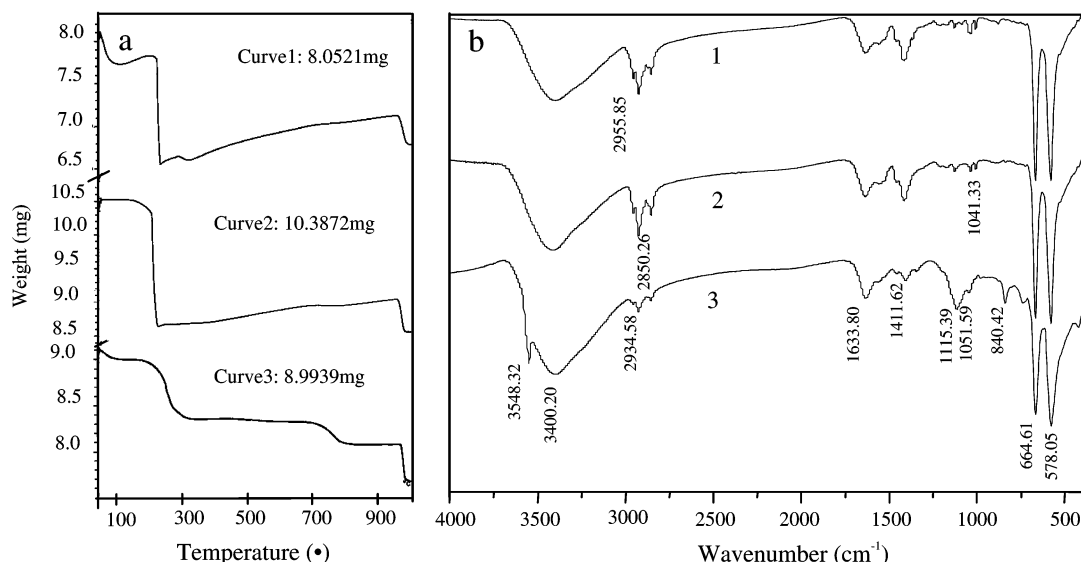 a
8.0
Curve1: 8.0521mg
7.5
7.0
6.5
10.5
10.0
Curve2: 10.3872mg
9.5
9.0
8.5
9.0
Curve3: 8.9939mg
8.5
8.0
Weight (mg)
100 300 500 700 900
Temperature (•)
b
1
2955.85
2
1041.33
2850.26
3
2934.58
1633.80
1411.62
1115.39
1051.59
840.42
3548.32
3400.20
664.61
578.05
4000 3500 3000 2500 2000 1500 1000 500
Wavenumber (cm⁻¹)